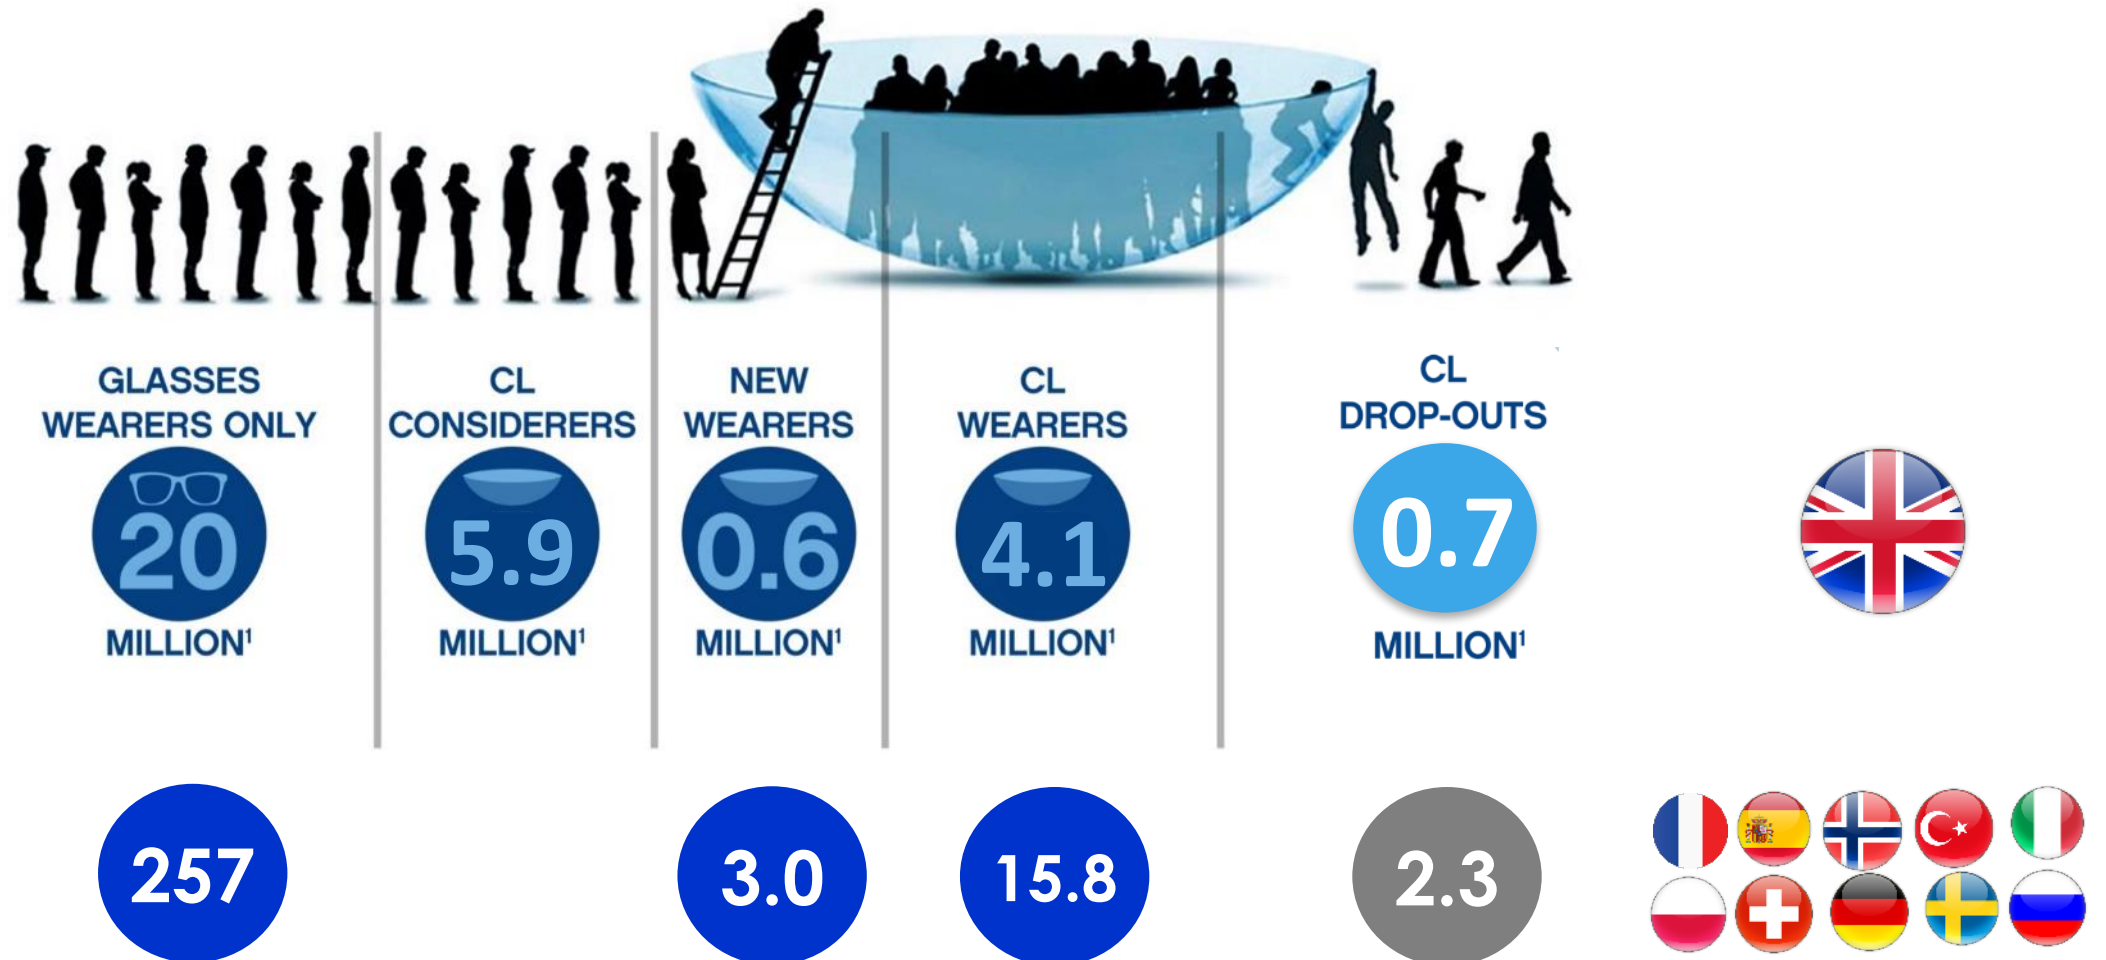 GLASSES
WEARERS ONLY
20
MILLION¹
CL
CONSIDERERS
5.9
MILLION¹
NEW
WEARERS
0.6
MILLION¹
CL
WEARERS
4.1
MILLION¹
CL
DROP-OUTS
0.7
MILLION¹
257
3.0
15.8
2.3